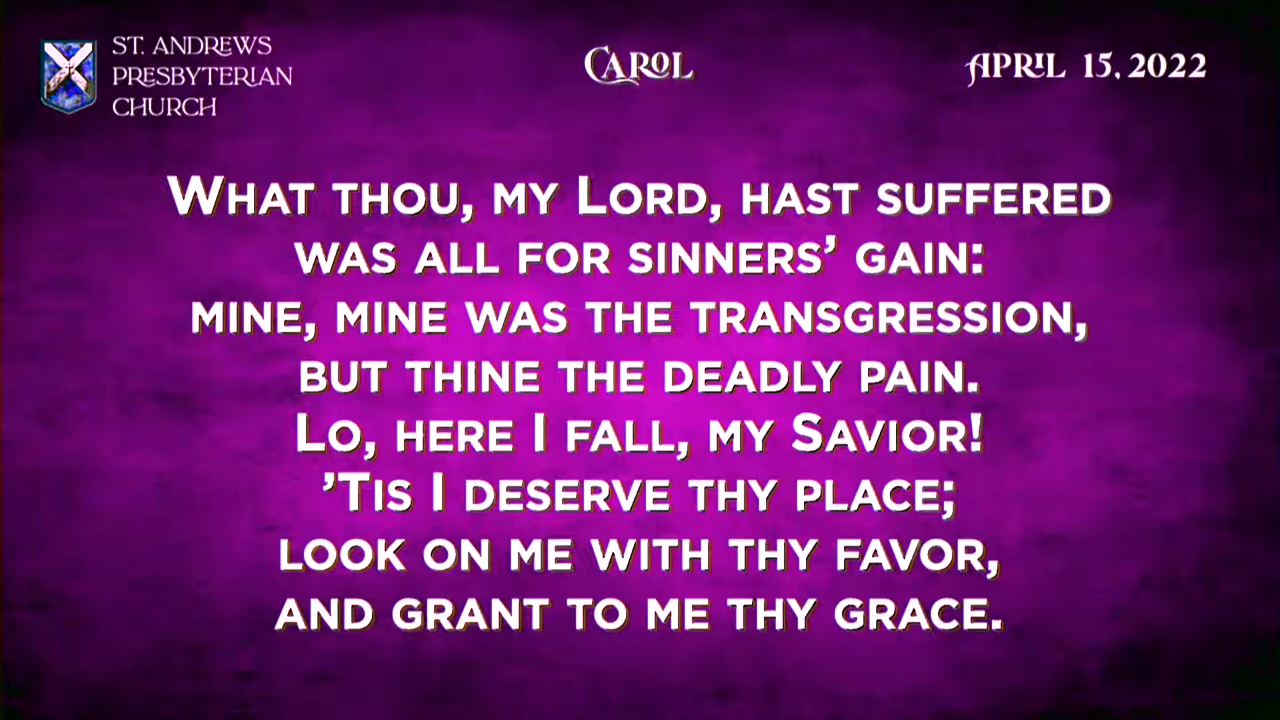 ST. ANDREWS
PRESBYTERIAN
CHURCH
CAROL
APRIL 15, 2022
WHAT THOU, MY LORD, HAST SUFFERED
WAS ALL FOR SINNERS’ GAIN:
MINE, MINE WAS THE TRANSGRESSION,
BUT THINE THE DEADLY PAIN.
LO, HERE I FALL, MY SAVIOR!
’TIS I DESERVE THY PLACE;
LOOK ON ME WITH THY FAVOR,
AND GRANT TO ME THY GRACE.